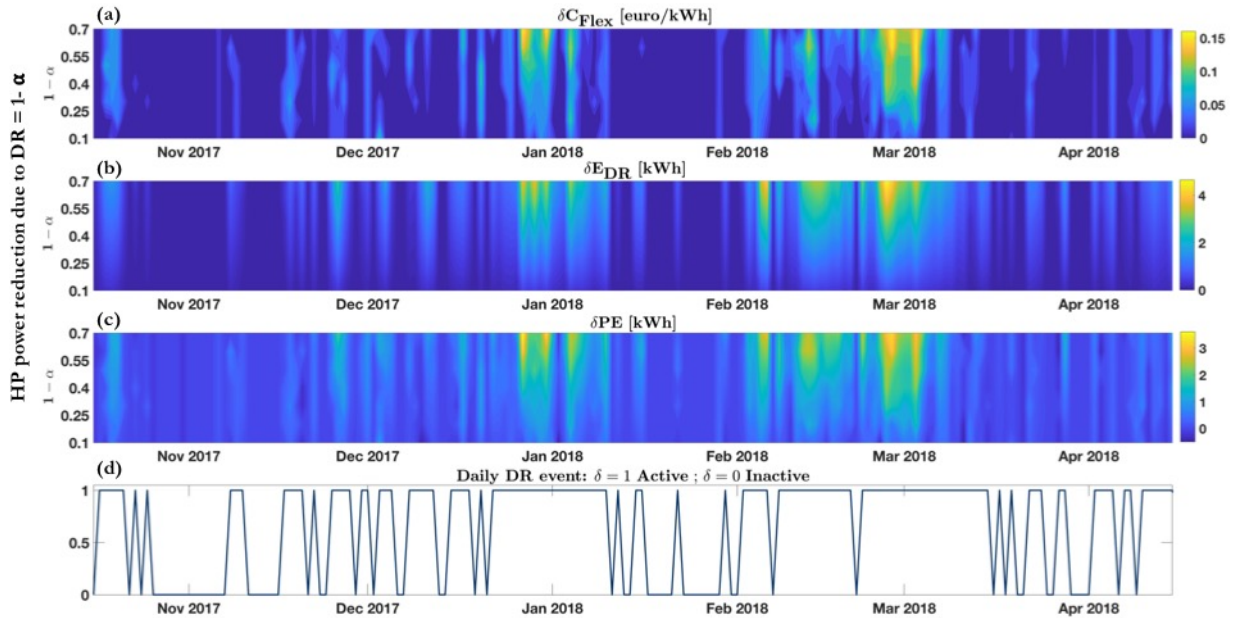 HP power reduction due to DR = 1- α
(a)
δC_Flex [euro/kWh]
1 − α
0.7
0.55
0.4
0.25
0.1
Nov 2017 Dec 2017 Jan 2018 Feb 2018 Mar 2018 Apr 2018
0.15
0.1
0.05
0
(b)
δE_DR [kWh]
1 − α
0.7
0.55
0.4
0.25
0.1
Nov 2017 Dec 2017 Jan 2018 Feb 2018 Mar 2018 Apr 2018
4
2
0
(c)
δPE [kWh]
1 − α
0.7
0.55
0.4
0.25
0.1
Nov 2017 Dec 2017 Jan 2018 Feb 2018 Mar 2018 Apr 2018
3
2
1
0
(d)
Daily DR event: δ = 1 Active ; δ = 0 Inactive
1
0.5
0
Nov 2017 Dec 2017 Jan 2018 Feb 2018 Mar 2018 Apr 2018